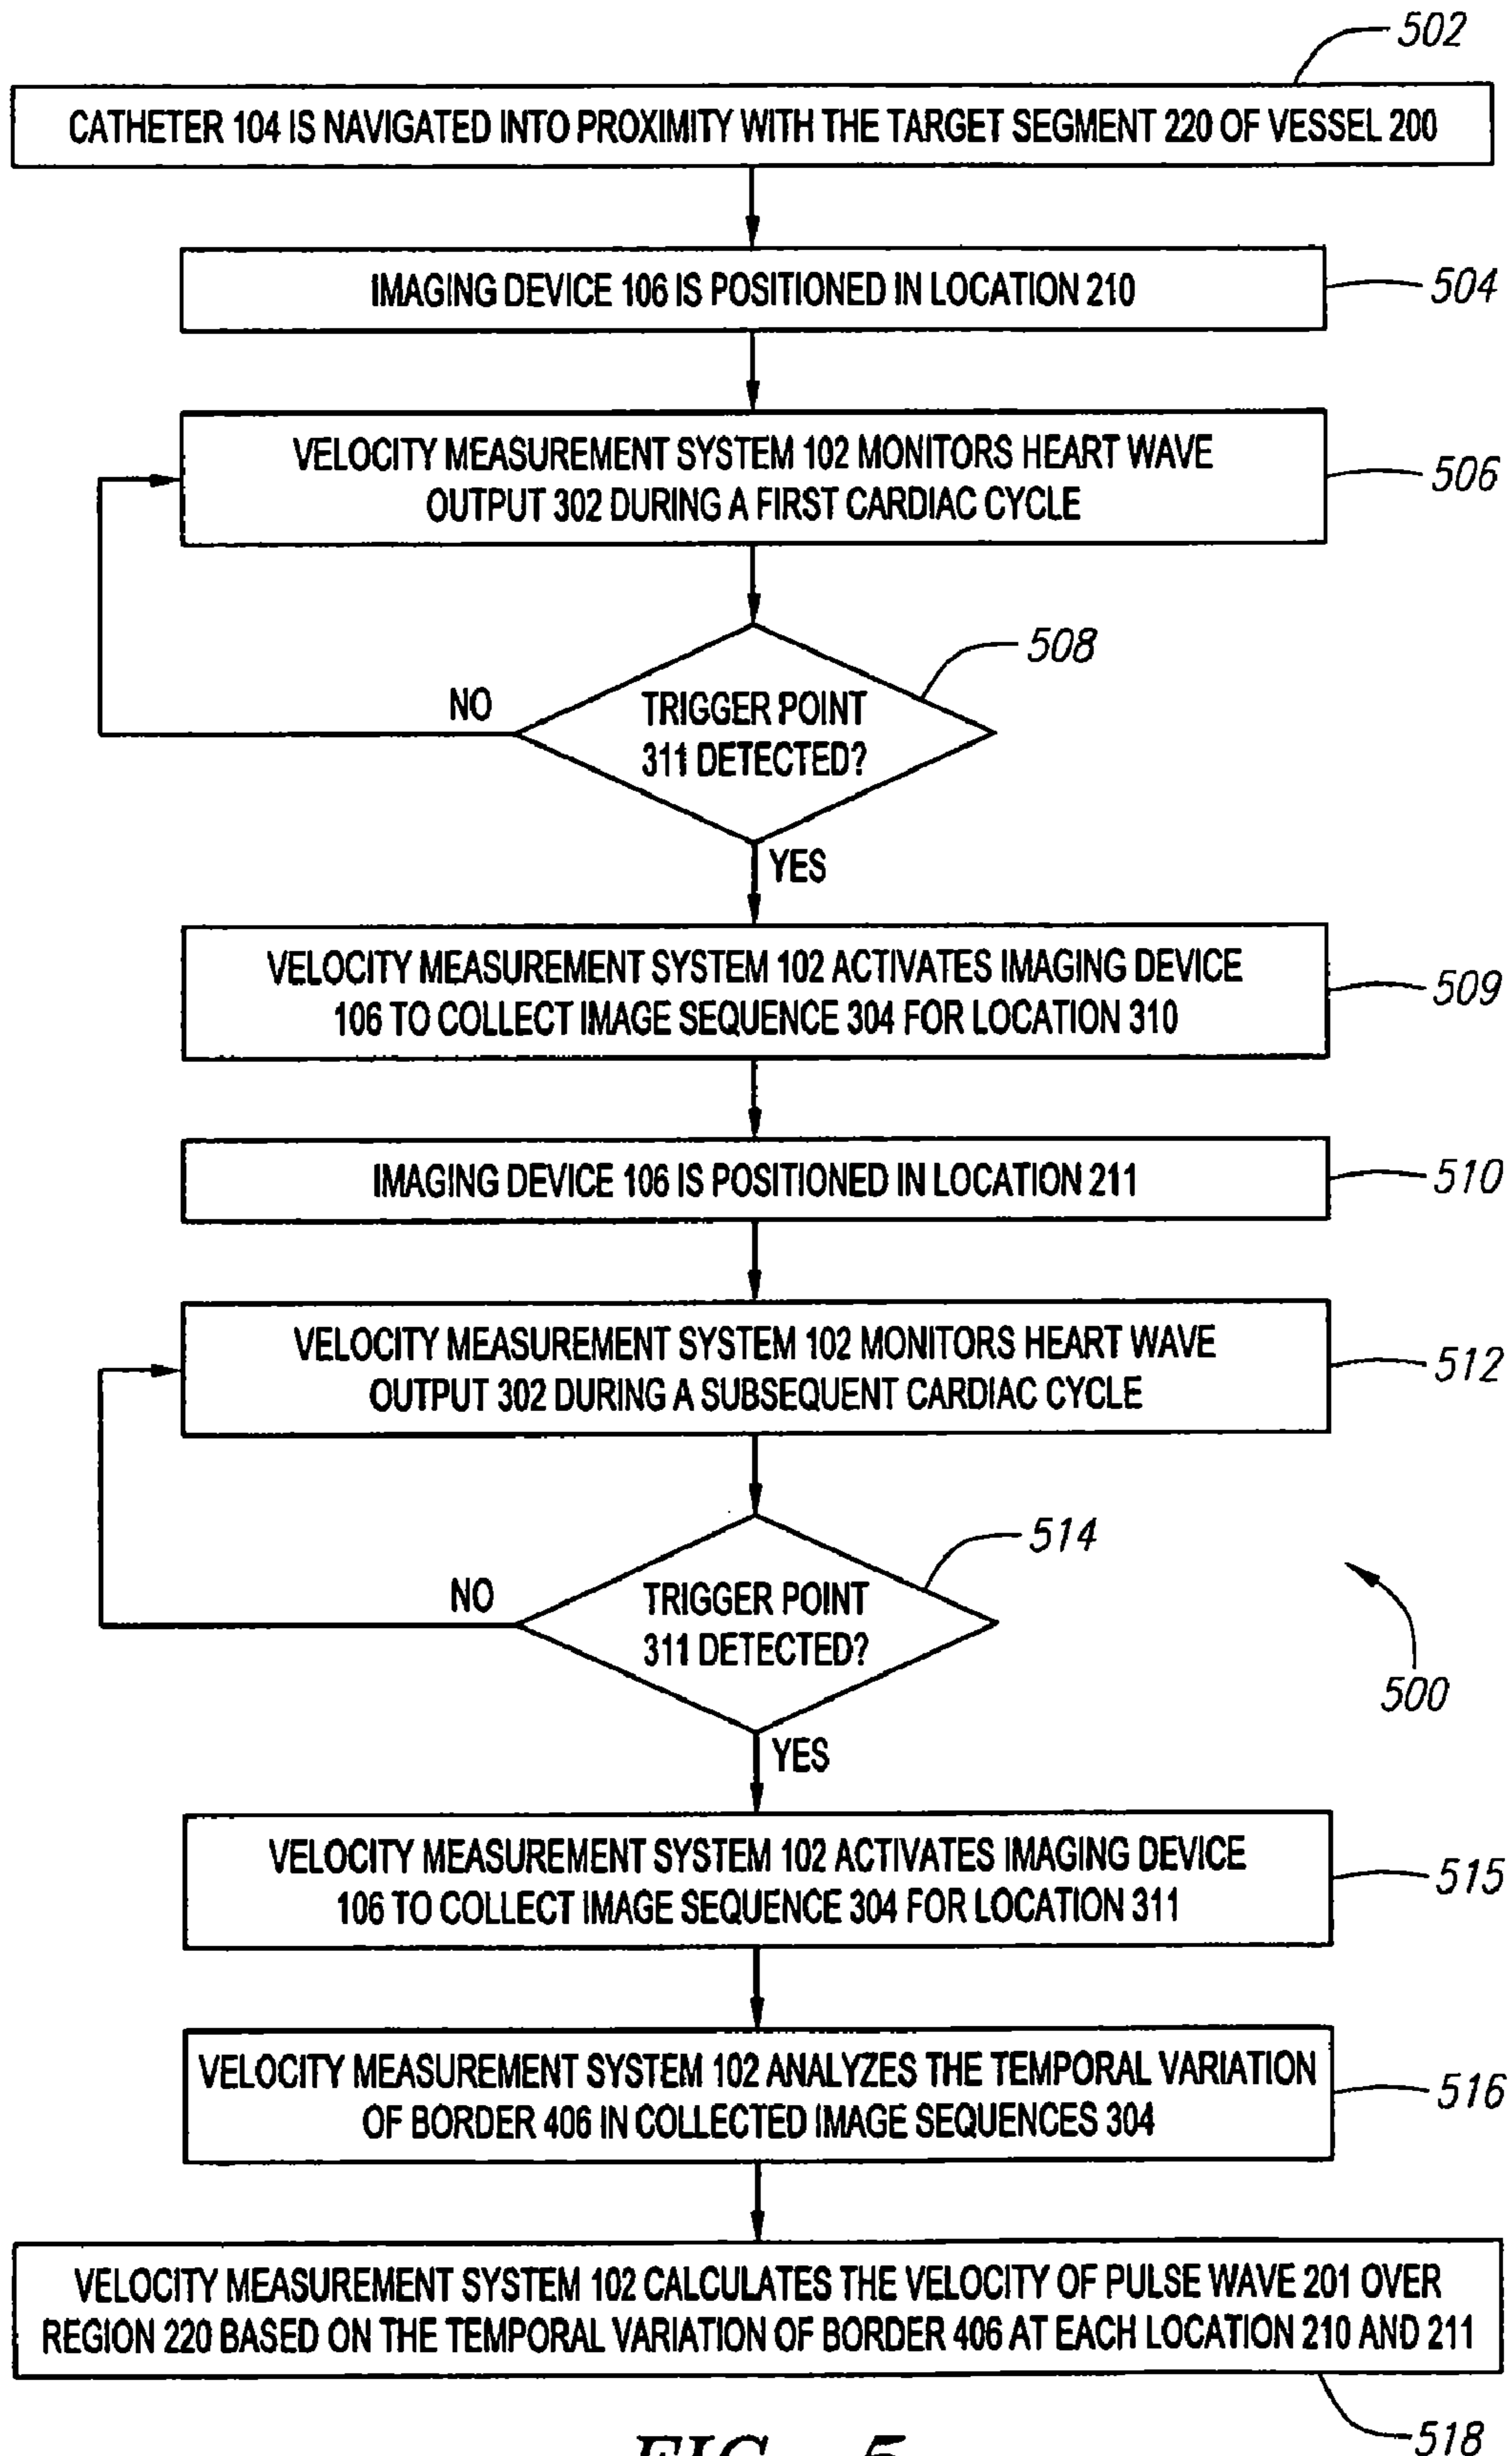 502
CATHETER 104 IS NAVIGATED INTO PROXIMITY WITH THE TARGET SEGMENT 220 OF VESSEL 200
IMAGING DEVICE 106 IS POSITIONED IN LOCATION 210
504
VELOCITY MEASUREMENT SYSTEM 102 MONITORS HEART WAVE
OUTPUT 302 DURING A FIRST CARDIAC CYCLE
506
508
NO
TRIGGER POINT
311 DETECTED?
YES
VELOCITY MEASUREMENT SYSTEM 102 ACTIVATES IMAGING DEVICE
106 TO COLLECT IMAGE SEQUENCE 304 FOR LOCATION 310
509
IMAGING DEVICE 106 IS POSITIONED IN LOCATION 211
510
VELOCITY MEASUREMENT SYSTEM 102 MONITORS HEART WAVE
OUTPUT 302 DURING A SUBSEQUENT CARDIAC CYCLE
512
514
NO
TRIGGER POINT
311 DETECTED?
500
YES
VELOCITY MEASUREMENT SYSTEM 102 ACTIVATES IMAGING DEVICE
106 TO COLLECT IMAGE SEQUENCE 304 FOR LOCATION 311
515
VELOCITY MEASUREMENT SYSTEM 102 ANALYZES THE TEMPORAL VARIATION
OF BORDER 406 IN COLLECTED IMAGE SEQUENCES 304
516
VELOCITY MEASUREMENT SYSTEM 102 CALCULATES THE VELOCITY OF PULSE WAVE 201 OVER
REGION 220 BASED ON THE TEMPORAL VARIATION OF BORDER 406 AT EACH LOCATION 210 AND 211
518
FIG. 5